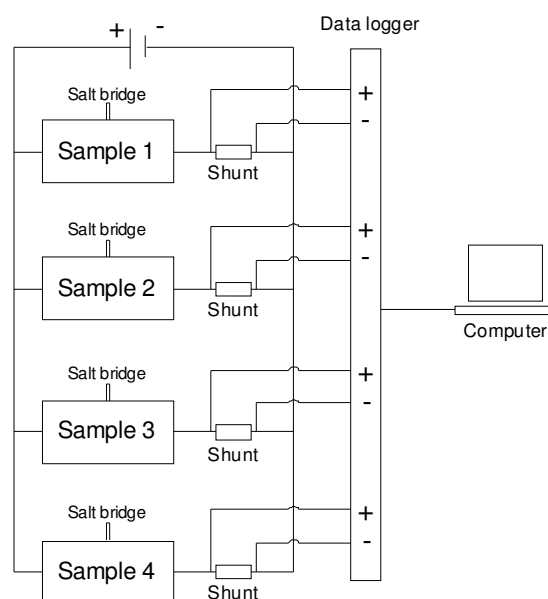 Data logger
+ -
Salt bridge
+
Sample 1
-
Shunt
Salt bridge
+
Sample 2
-
Shunt
Computer
Salt bridge
+
Sample 3
-
Shunt
Salt bridge
+
Sample 4
-
Shunt